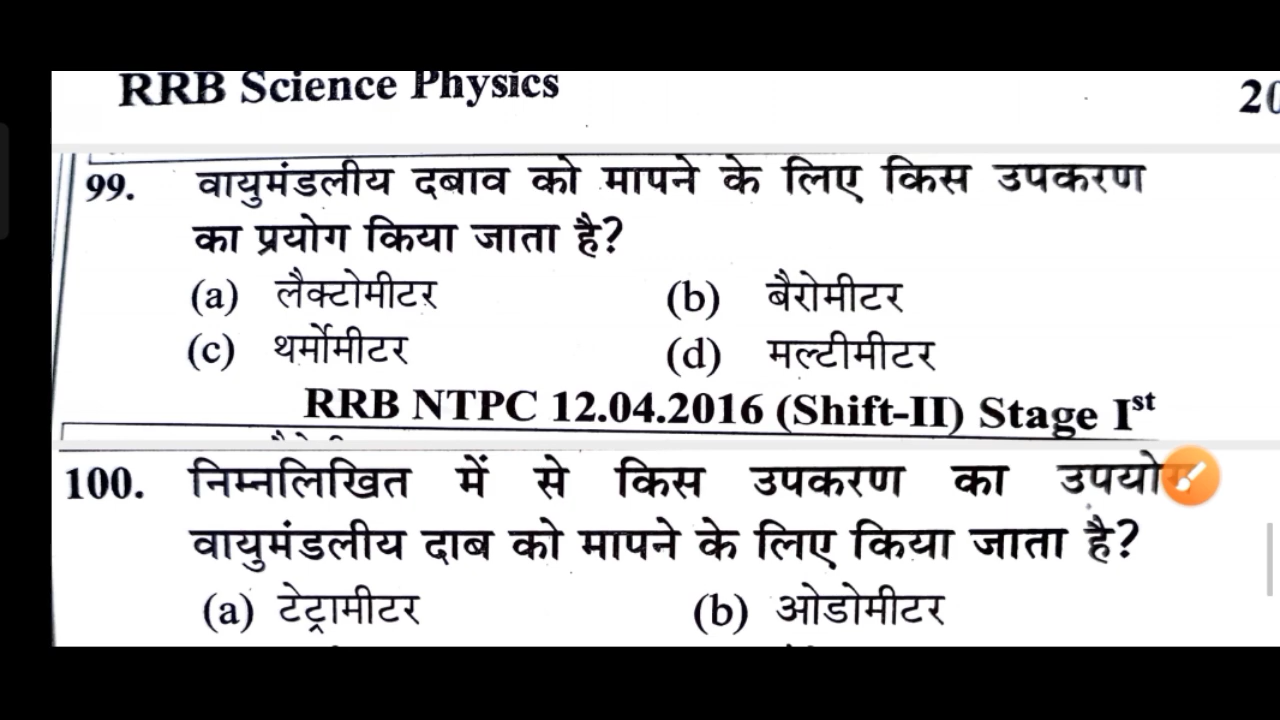 RRB Science Physics
20
99. वायुमंडलीय दबाव को मापने के लिए किस उपकरण
का प्रयोग किया जाता है?
(a) लैक्टोमीटर (b) बैरोमीटर
(c) थर्मोमीटर (d) मल्टीमीटर
RRB NTPC 12.04.2016 (Shift-II) Stage Ist
100. निम्नलिखित में से किस उपकरण का
वायुमंडलीय दाब को मापने के लिए किया जाता है?
(a) टेट्रामीटर (b) ओडोमीटर